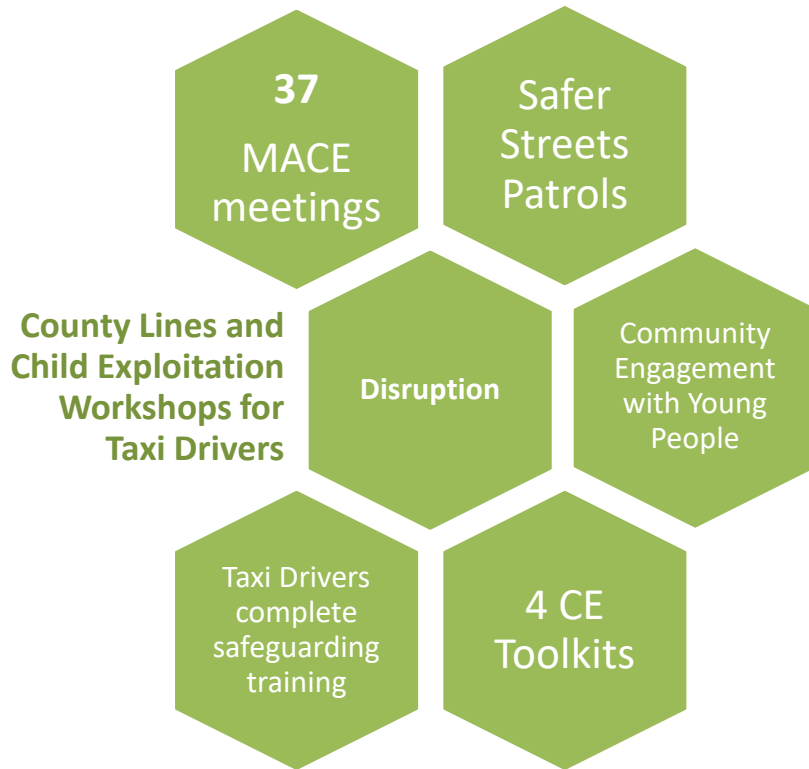 37
MACE
meetings
Safer
Streets
Patrols
County Lines and
Child Exploitation
Workshops for
Taxi Drivers
Disruption
Community
Engagement
with Young
People
Taxi Drivers
complete
safeguarding
training
4 CE
Toolkits